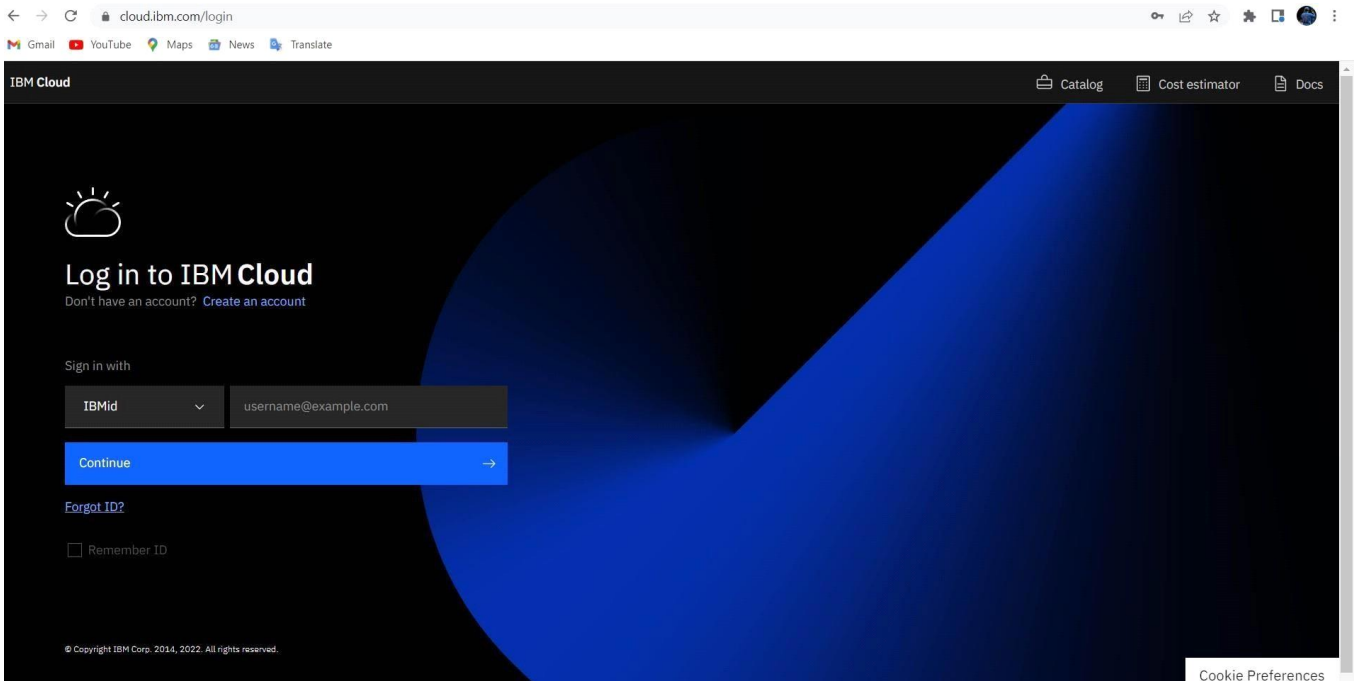 cloud.ibm.com/login
Gmail YouTube Maps News Translate
IBM Cloud Catalog Cost estimator Docs
Log in to IBM Cloud
Don't have an account? Create an account
Sign in with
IBMid username@example.com
Continue
Forgot ID?
Remember ID
© Copyright IBM Corp. 2014, 2022. All rights reserved.
Cookie Preferences